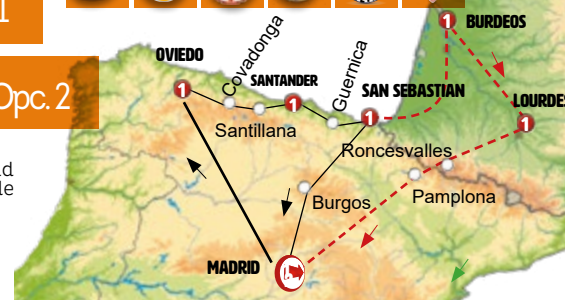 1
Opc. 2
d
le
BURDEOS
1
OVIEDO
1
Covadonga
SANTANDER
1
Guernica
SAN SEBASTIAN
1
LOURDES
1
Santillana
Roncesvalles
Burgos
Pamplona
MADRID